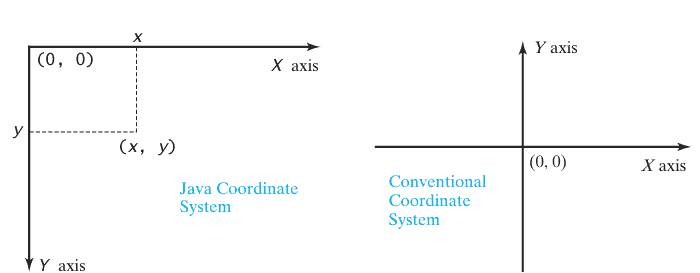 x
(0, 0)
X axis
y
(x, y)
Java Coordinate
System
Y axis
Y axis
(0, 0)
X axis
Conventional
Coordinate
System